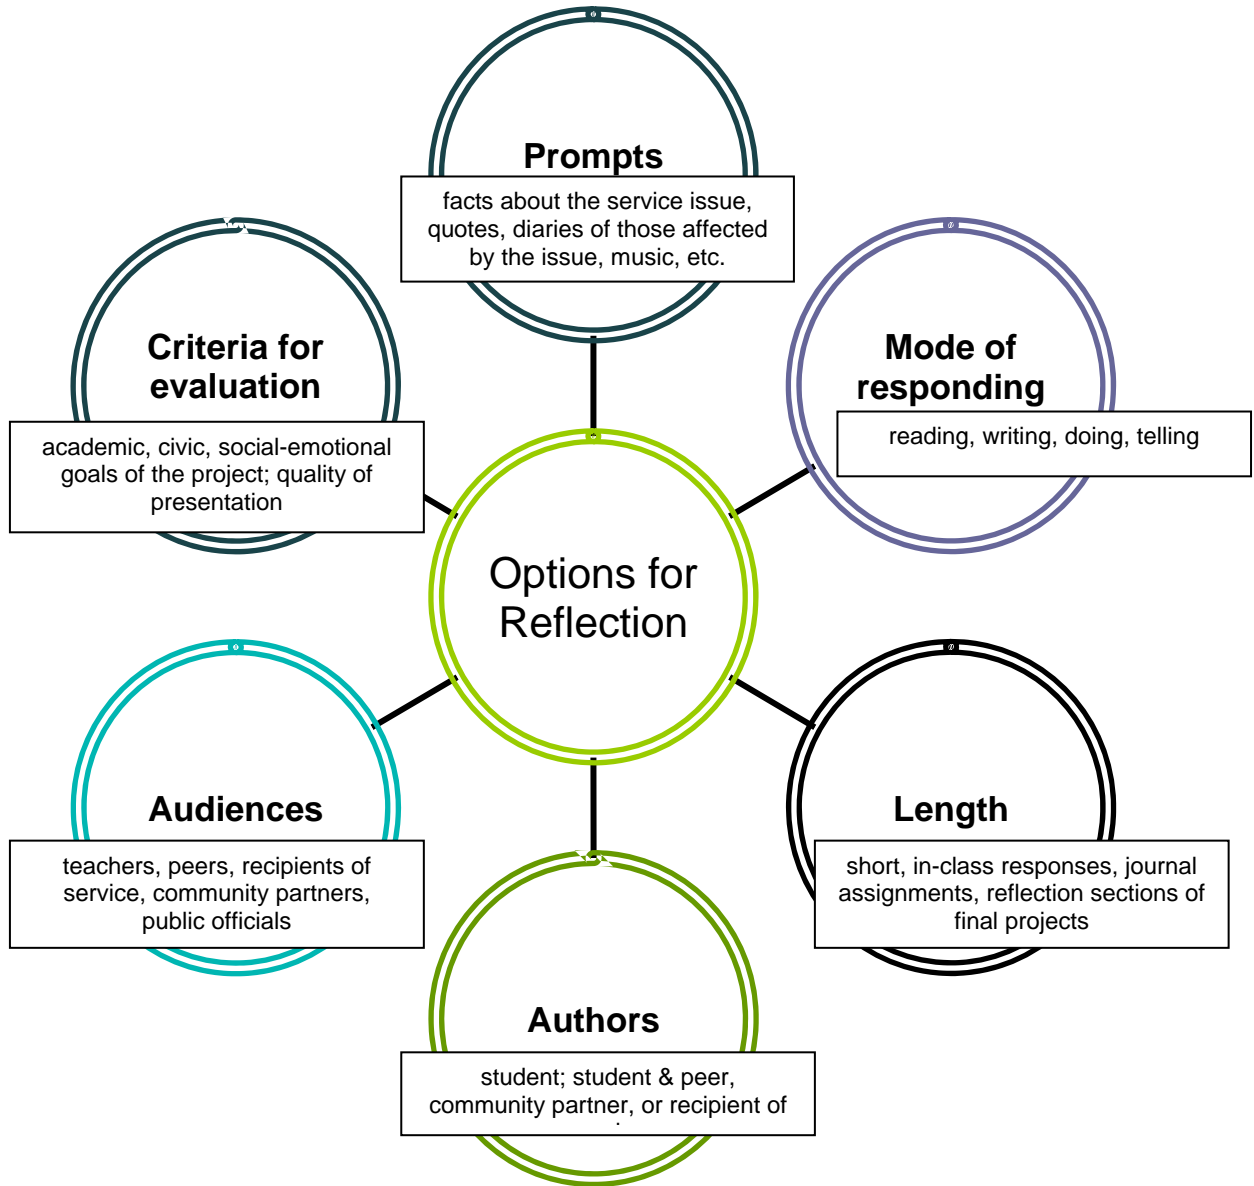 Prompts
facts about the service issue,
quotes, diaries of those affected
by the issue, music, etc.
Mode of
responding
reading, writing, doing, telling
Length
short, in-class responses, journal
assignments, reflection sections of
final projects
Authors
student; student & peer,
community partner, or recipient of
Audiences
teachers, peers, recipients of
service, community partners,
public officials
Criteria for
evaluation
academic, civic, social-emotional
goals of the project; quality of
presentation
Options for
Reflection